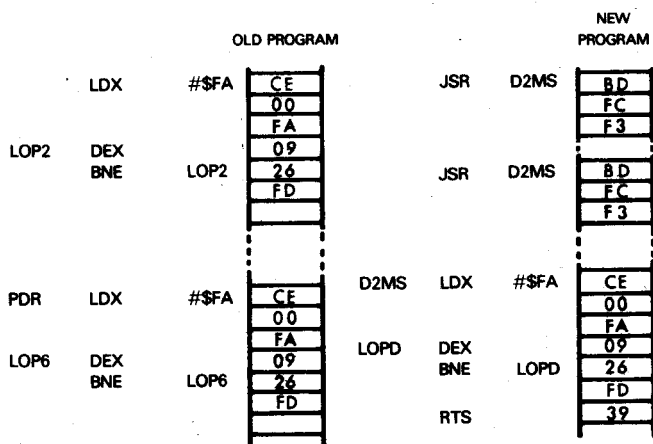 OLD PROGRAM
LDX #$FA CE
00
FA
LOP2 DEX 09
BNE LOP2 26
FD
PDR LDX #$FA CE
00
FA
LOP6 DEX 09
BNE LOP6 26
FD
NEW
PROGRAM
JSR D2MS BD
FC
F3
JSR D2MS BD
FC
F3
D2MS LDX #$FA CE
00
FA
LOPD DEX 09
BNE LOPD 26
FD
RTS 39